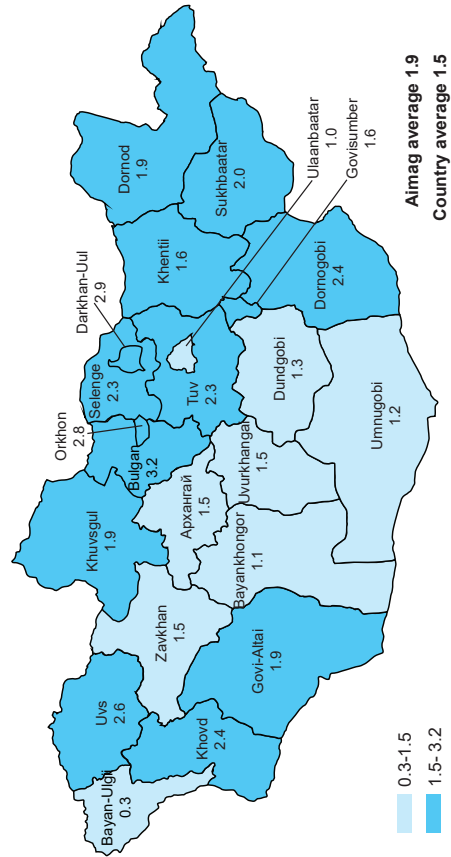 Bayan-Ulgii
0.3
Uvs
2.6
Khovd
2.4
Zavkhan
1.5
Govi-Altai
1.9
Khuvsgul
1.9
Архангай
1.5
Bayankhongor
1.1
Orkhon
2.8
Bulgan
3.2
Uvurkhangai
1.5
Selenge
2.3
Darkhan-Uul
2.9
Tuv
2.3
Dundgobi
1.3
Umnugobi
1.2
Khentii
1.6
Dornod
1.9
Sukhbaatar
2.0
Ulaanbaatar
1.0
Govisumber
1.6
Dornogobi
2.4
0.3-1.5
1.5- 3.2
Aimag average 1.9
Country average 1.5